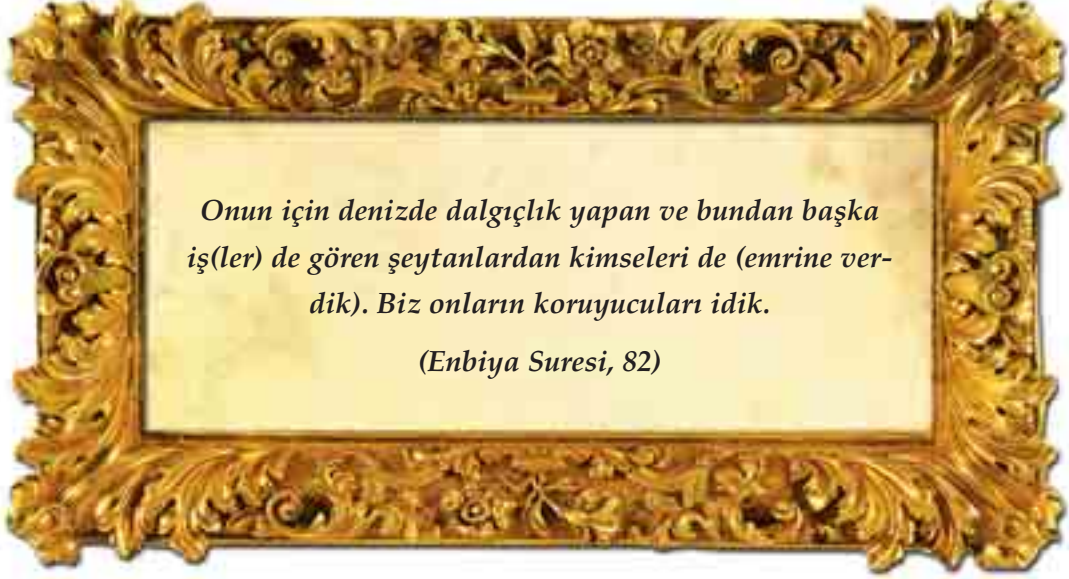 Onun için denizde dalgıçlık yapan ve bundan başka
iş(ler) de gören şeytanlardan kimseleri de (emrine ver-
dik). Biz onların koruyucuları idik.
(Enbiya Suresi, 82)